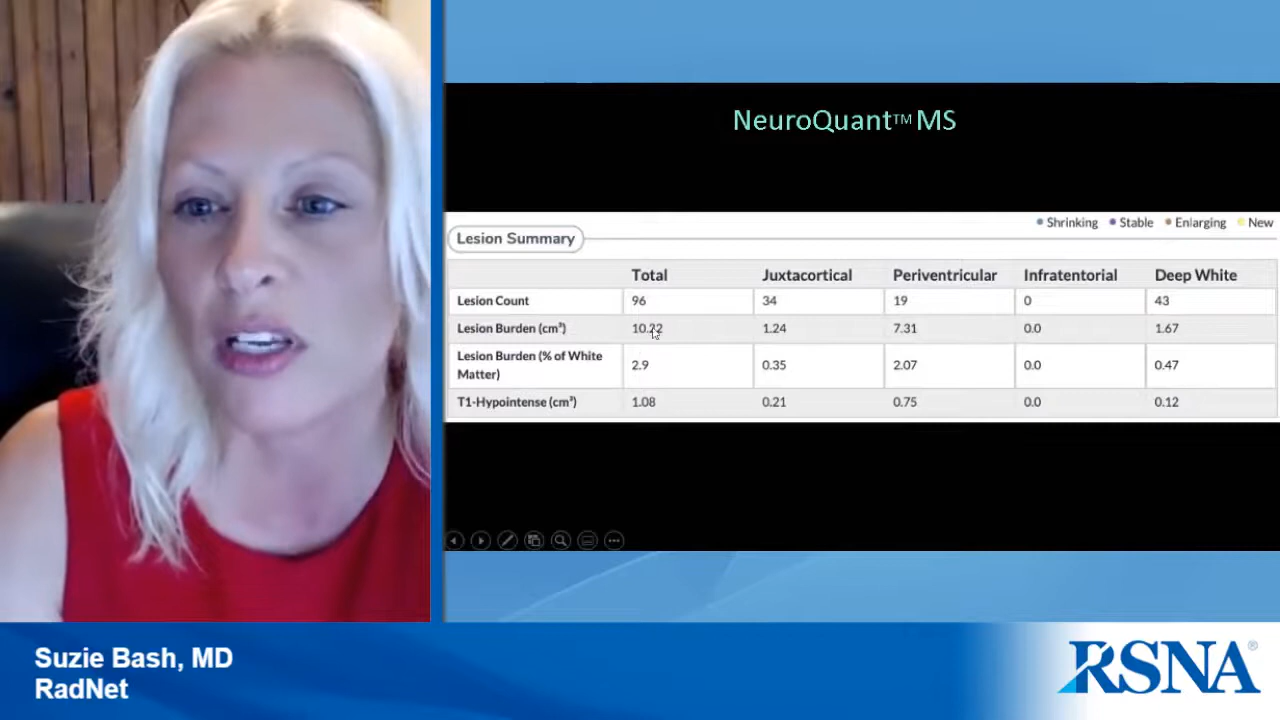 NeuroQuant™ MS
Shrinking Stable Enlarging New
Lesion Summary
Total Juxtacortical Periventricular Infratentorial Deep White
Lesion Count 96 34 19 0 43
Lesion Burden (cm³) 10.22 1.24 7.31 0.0 1.67
Lesion Burden (% of White
Matter) 2.9 0.35 2.07 0.0 0.47
T1-Hypointense (cm³) 1.08 0.21 0.75 0.0 0.12
Suzie Bash, MD
RadNet
RSNA®